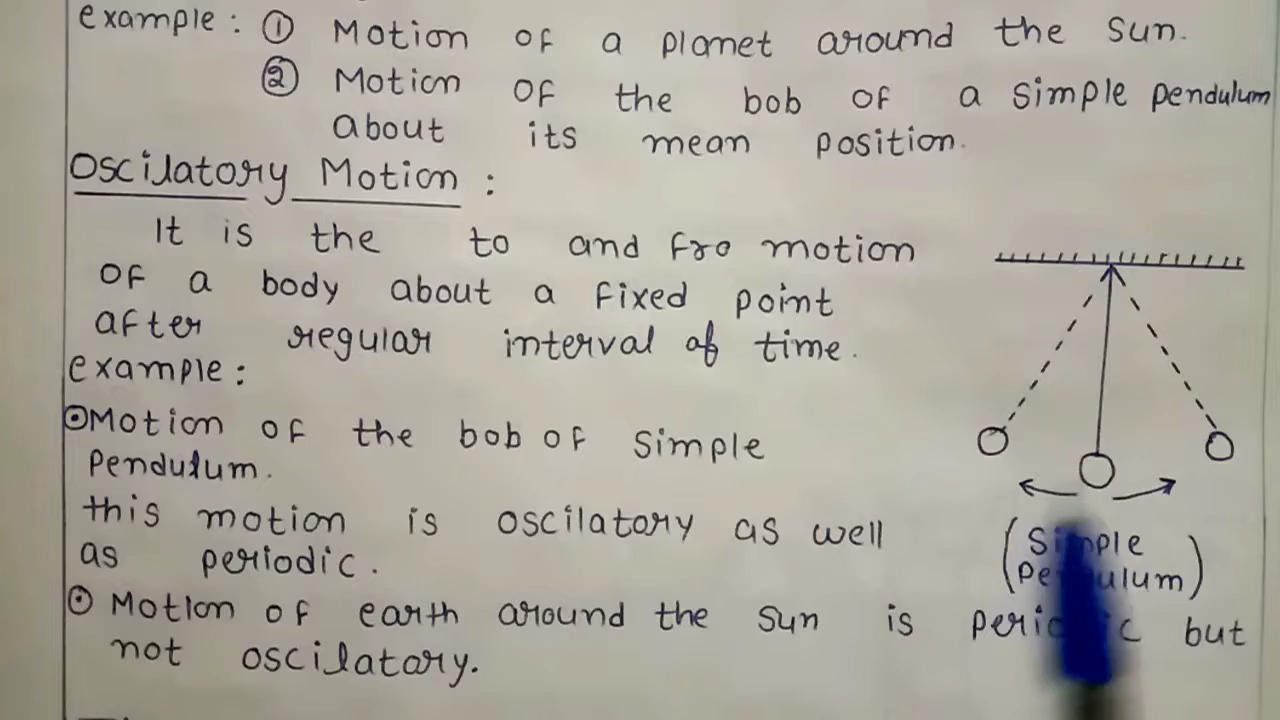 example : ① Motion of a planet around the Sun.
② Motion of the bob of a simple pendulum
about its mean position.
Oscilatory Motion :
It is the to and fro motion
of a body about a fixed point
after regular interval of time.
example :
⊙ Motion of the bob of simple
pendulum.
this motion is oscilatory as well
as periodic.
(Simple
Pendulum)
⊙ Motion of earth around the sun is periodic but
not oscilatory.